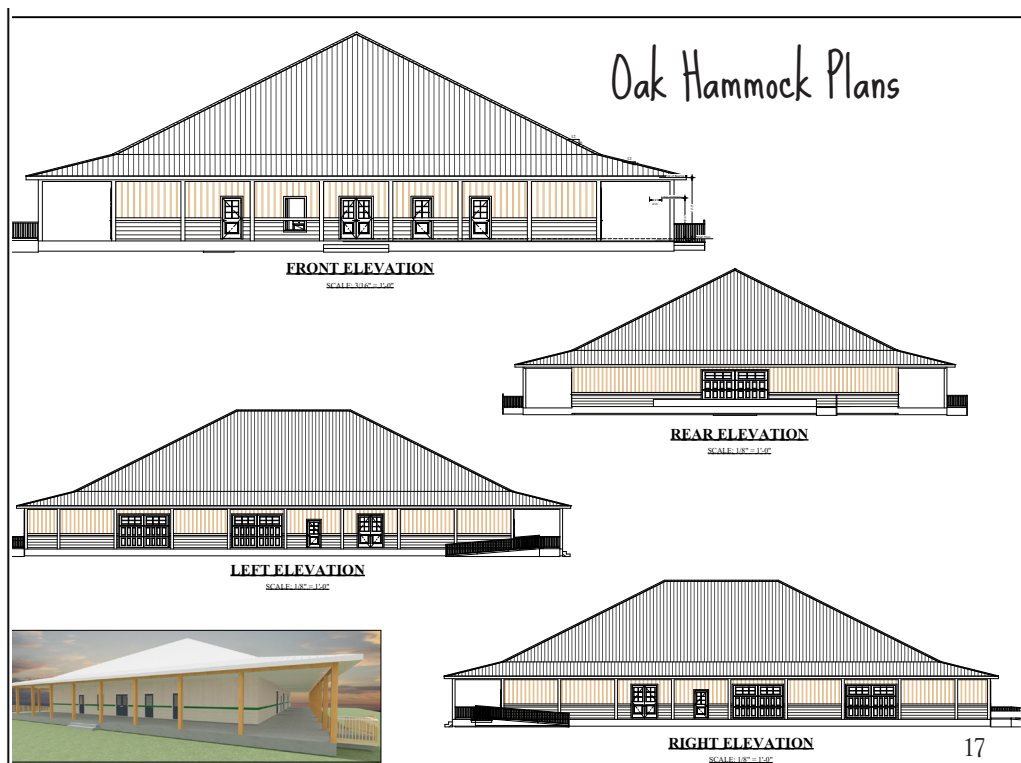 Oak Hammock Plans
FRONT ELEVATION
SCALE: 3/16" = 1'-0"
REAR ELEVATION
SCALE: 1/8" = 1'-0"
LEFT ELEVATION
SCALE: 1/8" = 1'-0"
RIGHT ELEVATION
SCALE: 1/8" = 1'-0"
17